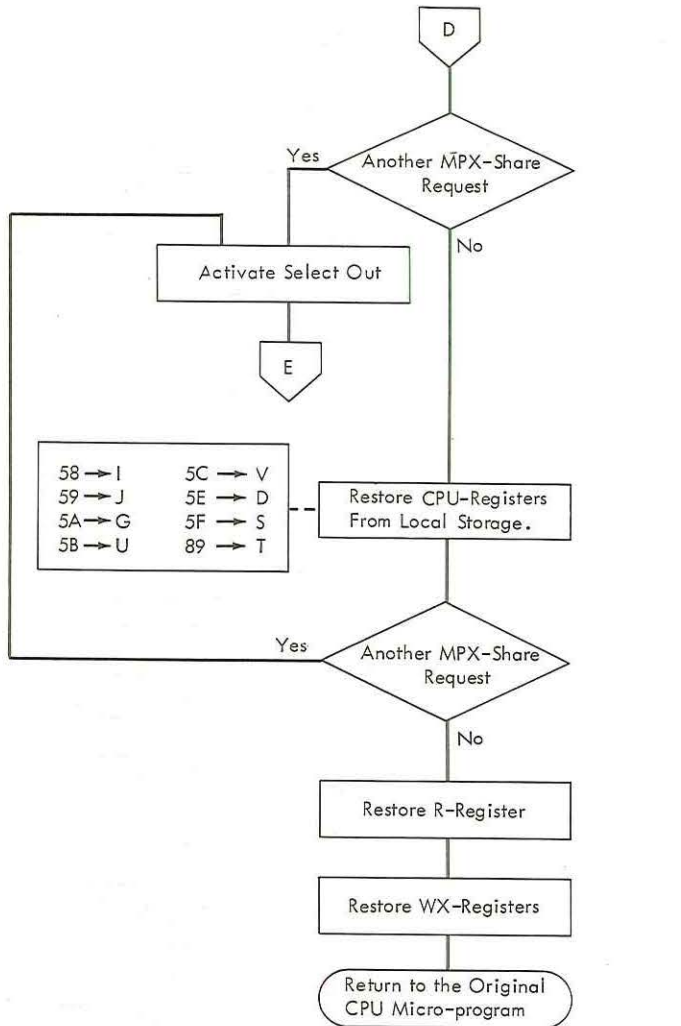 D
Another MPX-Share
Request
Yes
No
Activate Select Out
E
58 → I 5C → V
59 → J 5E → D
5A → G 5F → S
5B → U 89 → T
Restore CPU-Registers
From Local Storage.
Yes
Another MPX-Share
Request
No
Restore R-Register
Restore WX-Registers
Return to the Original
CPU Micro-program